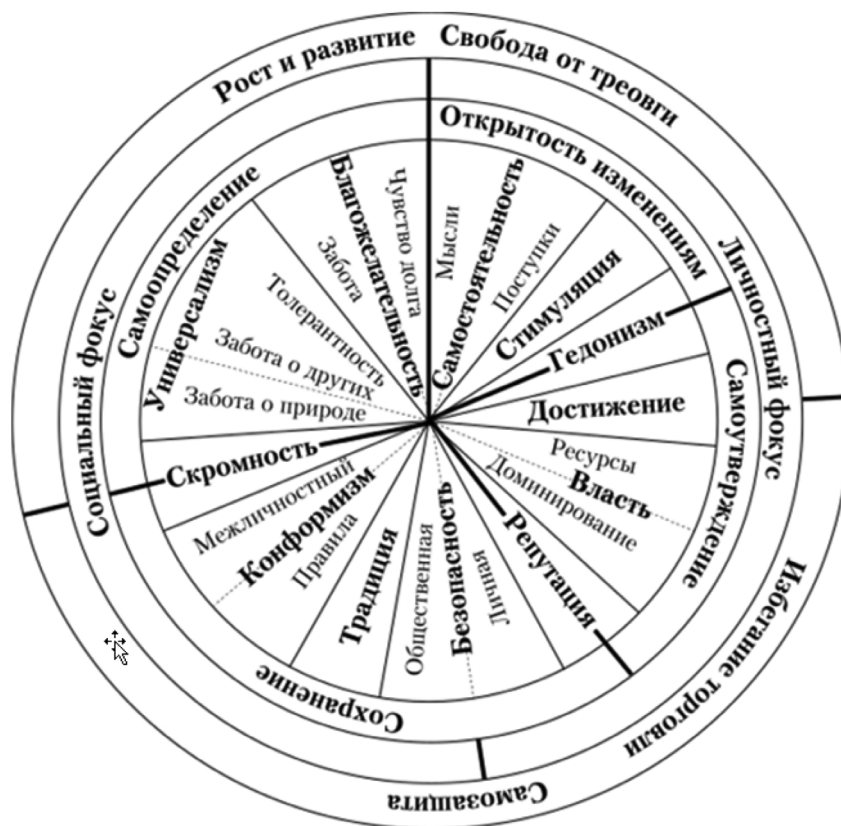 Рост и развитие
Свобода от треовги
Открытость изменениям
Самоопределение
Социальный фокус
Личностный фокус
Самоутверждение
Избегание торговли
Самозащита
Сохранение
Чувство долга
Благожелательность
Забота
Мысли
Самостоятельность
Поступки
Стимуляция
Гедонизм
Достижение
Ресурсы
Власть
Доминирование
Репутация
Личная
Безопасность
Общественная
Традиция
Правила
Конформизм
Межличностный
Скромность
Забота о природе
Забота о других
Универсализм
Толерантность